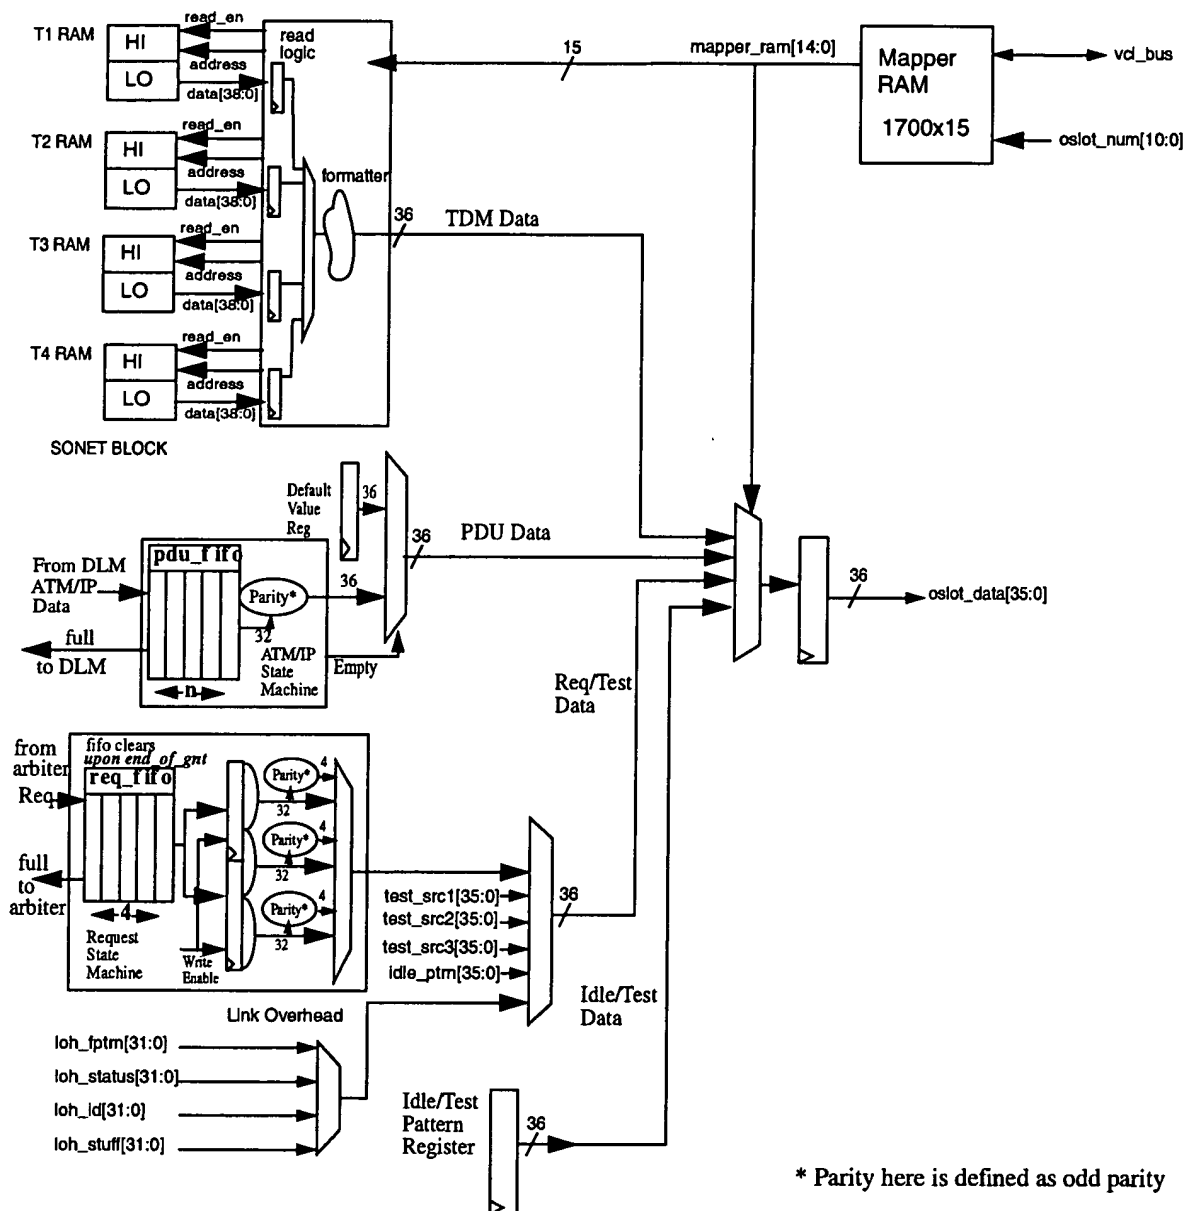 T1 RAM
HI
LO
read_en
address
data[38:0]
read
logic
15
mapper_ram[14:0]
Mapper
RAM
1700x15
vcl_bus
oslot_num[10:0]
T2 RAM
HI
LO
read_en
address
data[38:0]
formatter
36
TDM Data
T3 RAM
HI
LO
read_en
address
data[38:0]
T4 RAM
HI
LO
read_en
address
data[38:0]
SONET BLOCK
Default
Value
Reg
36
36
PDU Data
From DLM
ATM/IP
Data
pdu_fifo
Parity*
36
32
full
to DLM
n
ATM/IP
State
Machine
Empty
36
oslot_data[35:0]
Req/Test
Data
from
arbiter
Req
fifo clears
upon end_of_gnt
req_fifo
Parity*
4
32
Parity*
4
32
Parity*
4
32
full
to
arbiter
4
Request
State
Machine
Write
Enable
test_src1[35:0]
test_src2[35:0]
test_src3[35:0]
idle_ptrn[35:0]
36
Idle/Test
Data
Link Overhead
loh_fptrn[31:0]
loh_status[31:0]
loh_id[31:0]
loh_stuff[31:0]
Idle/Test
Pattern
Register
36
* Parity here is defined as odd parity